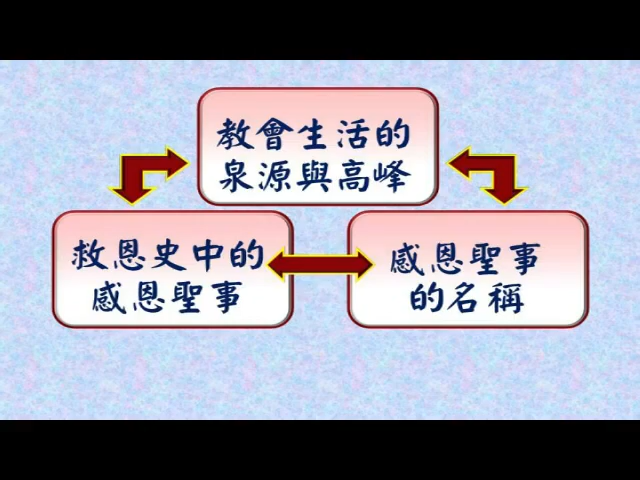 教會生活的
泉源與高峰
救恩史中的
感恩聖事
感恩聖事
的名稱